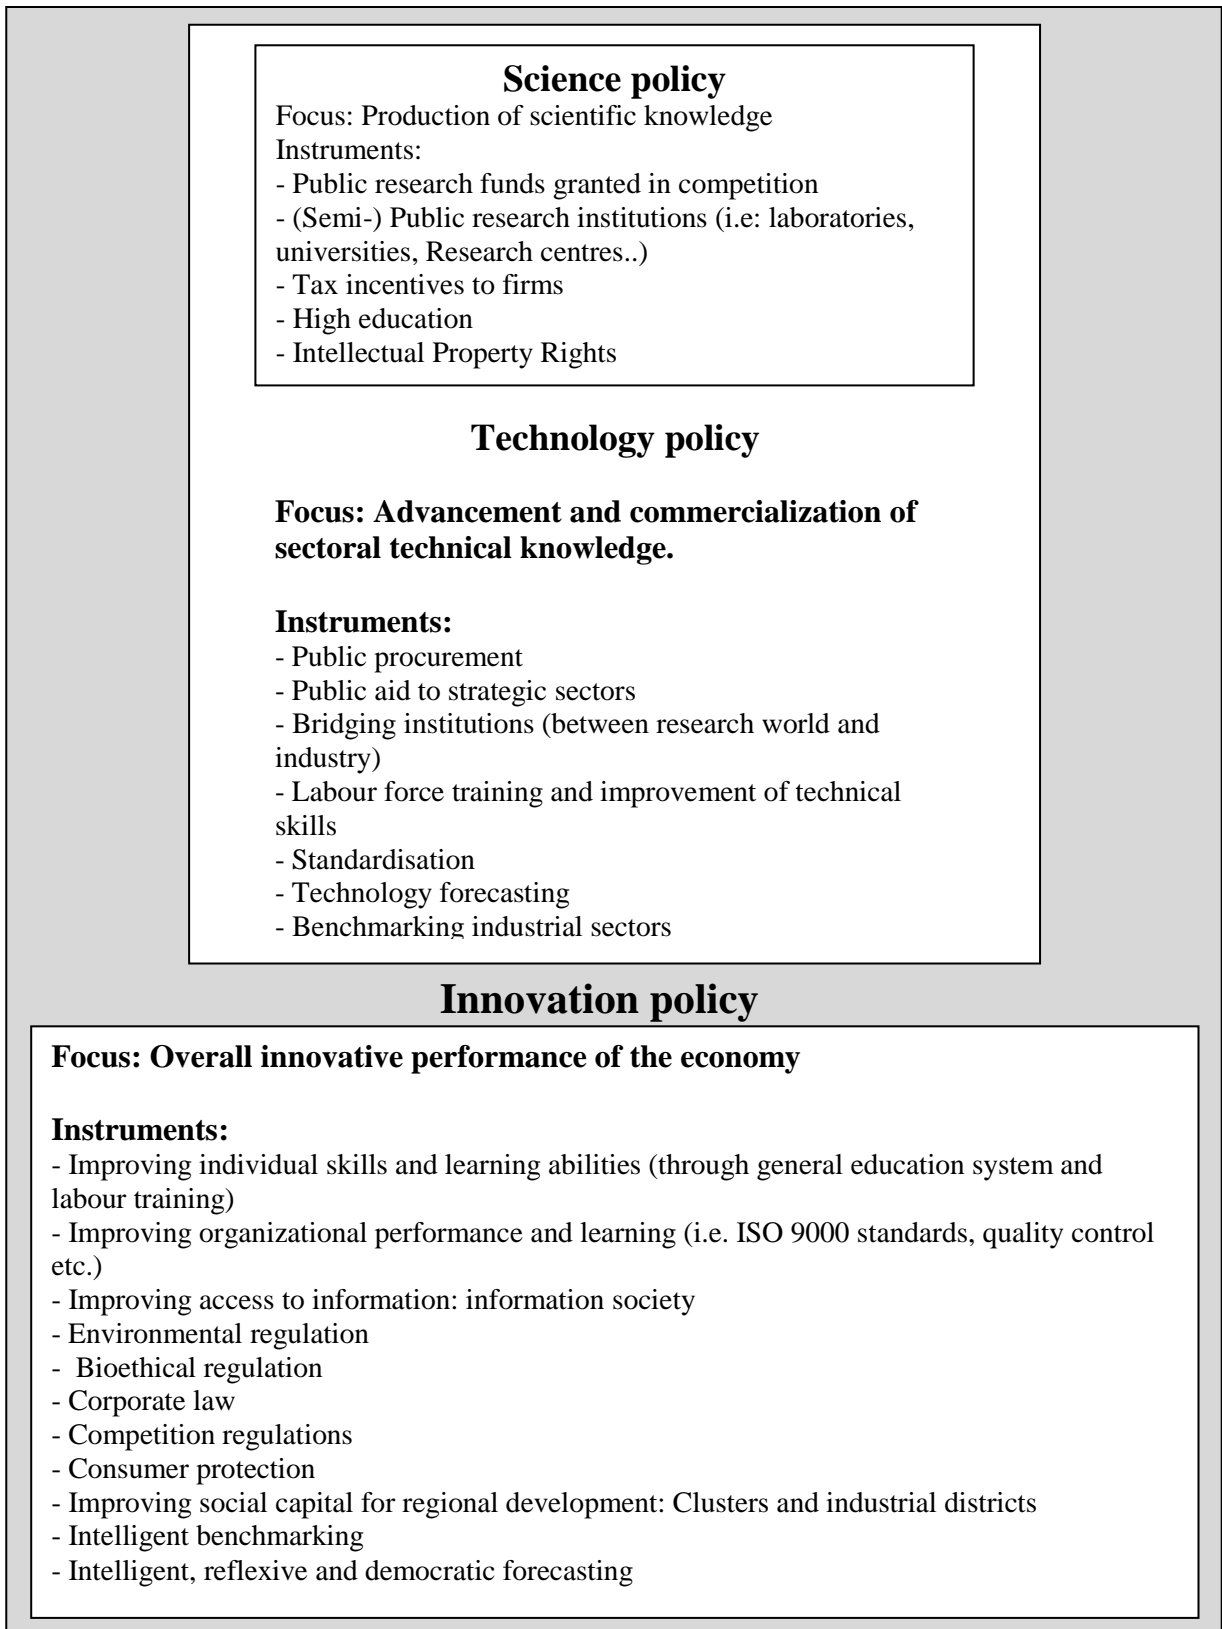 Science policy
Focus: Production of scientific knowledge
Instruments:
- Public research funds granted in competition
- (Semi-) Public research institutions (i.e: laboratories,
universities, Research centres..)
- Tax incentives to firms
- High education
- Intellectual Property Rights
Technology policy
Focus: Advancement and commercialization of
sectoral technical knowledge.
Instruments:
- Public procurement
- Public aid to strategic sectors
- Bridging institutions (between research world and
industry)
- Labour force training and improvement of technical
skills
- Standardisation
- Technology forecasting
- Benchmarking industrial sectors
Innovation policy
Focus: Overall innovative performance of the economy
Instruments:
- Improving individual skills and learning abilities (through general education system and
labour training)
- Improving organizational performance and learning (i.e. ISO 9000 standards, quality control
etc.)
- Improving access to information: information society
- Environmental regulation
-  Bioethical regulation
- Corporate law
- Competition regulations
- Consumer protection
- Improving social capital for regional development: Clusters and industrial districts
- Intelligent benchmarking
- Intelligent, reflexive and democratic forecasting